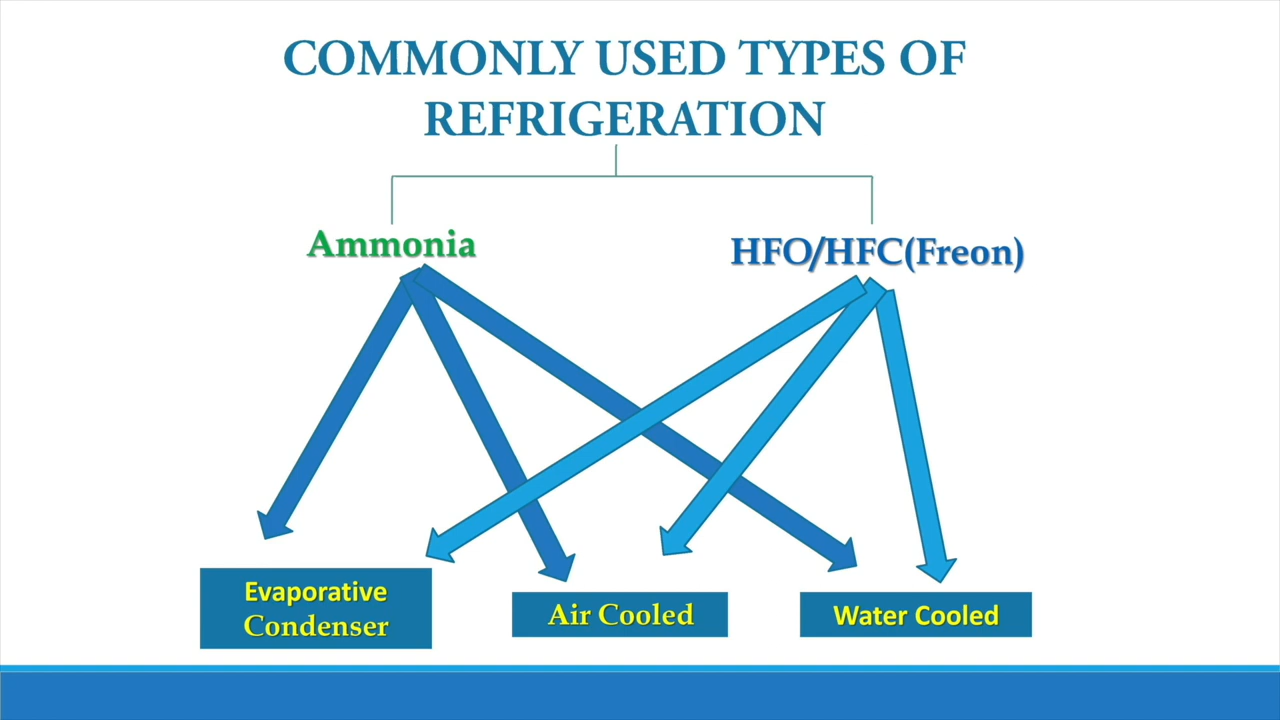 COMMONLY USED TYPES OF
REFRIGERATION
Ammonia
HFO/HFC(Freon)
Evaporative
Condenser
Air Cooled
Water Cooled